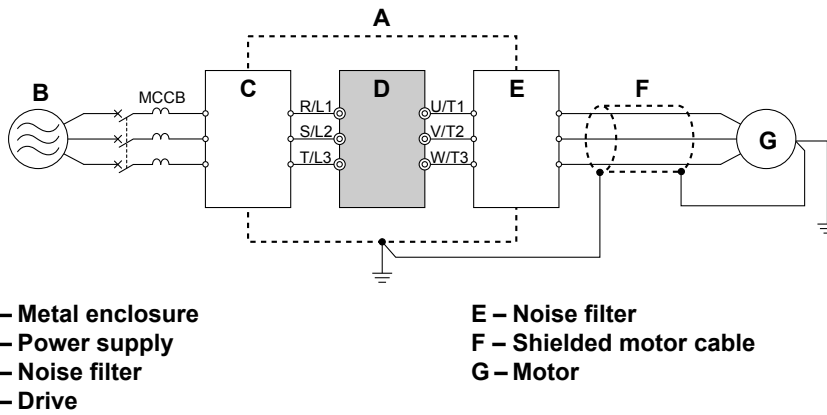 A
B
MCCB
C
R/L1
S/L2
T/L3
D
U/T1
V/T2
W/T3
E
F
G
– Metal enclosure
– Power supply
– Noise filter
– Drive
E – Noise filter
F – Shielded motor cable
G – Motor